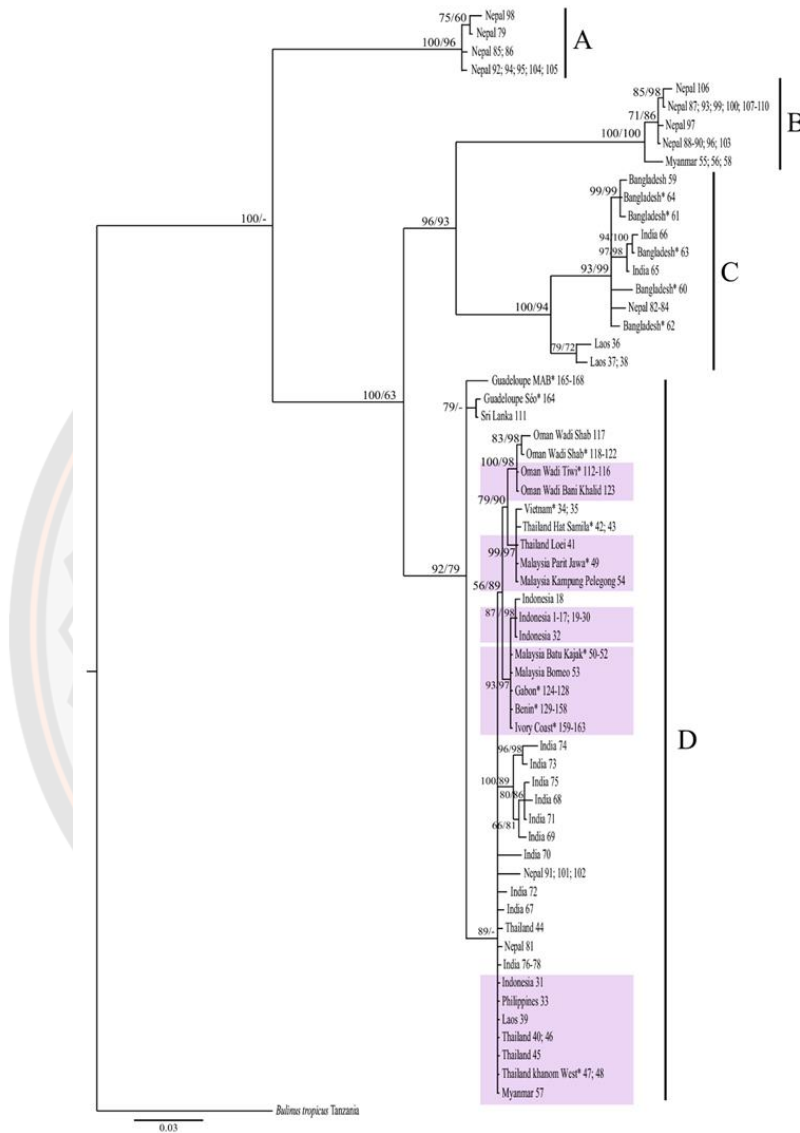 75/60
Nepal 98
Nepal 79
100/96
Nepal 85; 86
Nepal 92; 94; 95; 104; 105
A
85/98
Nepal 106
Nepal 87; 93; 99; 100; 107-110
71/86
Nepal 97
100/100
Nepal 88-90; 96; 103
Myanmar 55; 56; 58
B
Bangladesh 59
99/99
Bangladesh* 64
Bangladesh* 61
94/100
India 66
97/98
Bangladesh* 63
India 65
93/99
Bangladesh* 60
Nepal 82-84
Bangladesh* 62
100/94
Laos 36
79/72
Laos 37; 38
C
100/-
96/93
100/63
Guadeloupe MAB* 165-168
79/-
Guadeloupe Séo* 164
Sri Lanka 111
83/98
Oman Wadi Shab 117
Oman Wadi Shab* 118-122
100/98
Oman Wadi Tiwi* 112-116
Oman Wadi Bani Khalid 123
79/90
Vietnam* 34; 35
Thailand Hat Samila* 42; 43
99/97
Thailand Loei 41
Malaysia Parit Jawa* 49
Malaysia Kampung Pelegong 54
92/79
56/89
Indonesia 18
87/98
Indonesia 1-17; 19-30
Indonesia 32
Malaysia Batu Kajak* 50-52
Malaysia Borneo 53
93/97
Gabon* 124-128
Benin* 129-158
Ivory Coast* 159-163
D
96/98
India 74
India 73
100/89
India 75
80/86
India 68
India 71
66/81
India 69
India 70
Nepal 91; 101; 102
India 72
India 67
Thailand 44
89/-
Nepal 81
India 76-78
Indonesia 31
Philippines 33
Laos 39
Thailand 40; 46
Thailand 45
Thailand khanom West* 47; 48
Myanmar 57
Bulinus tropicus Tanzania
0.03